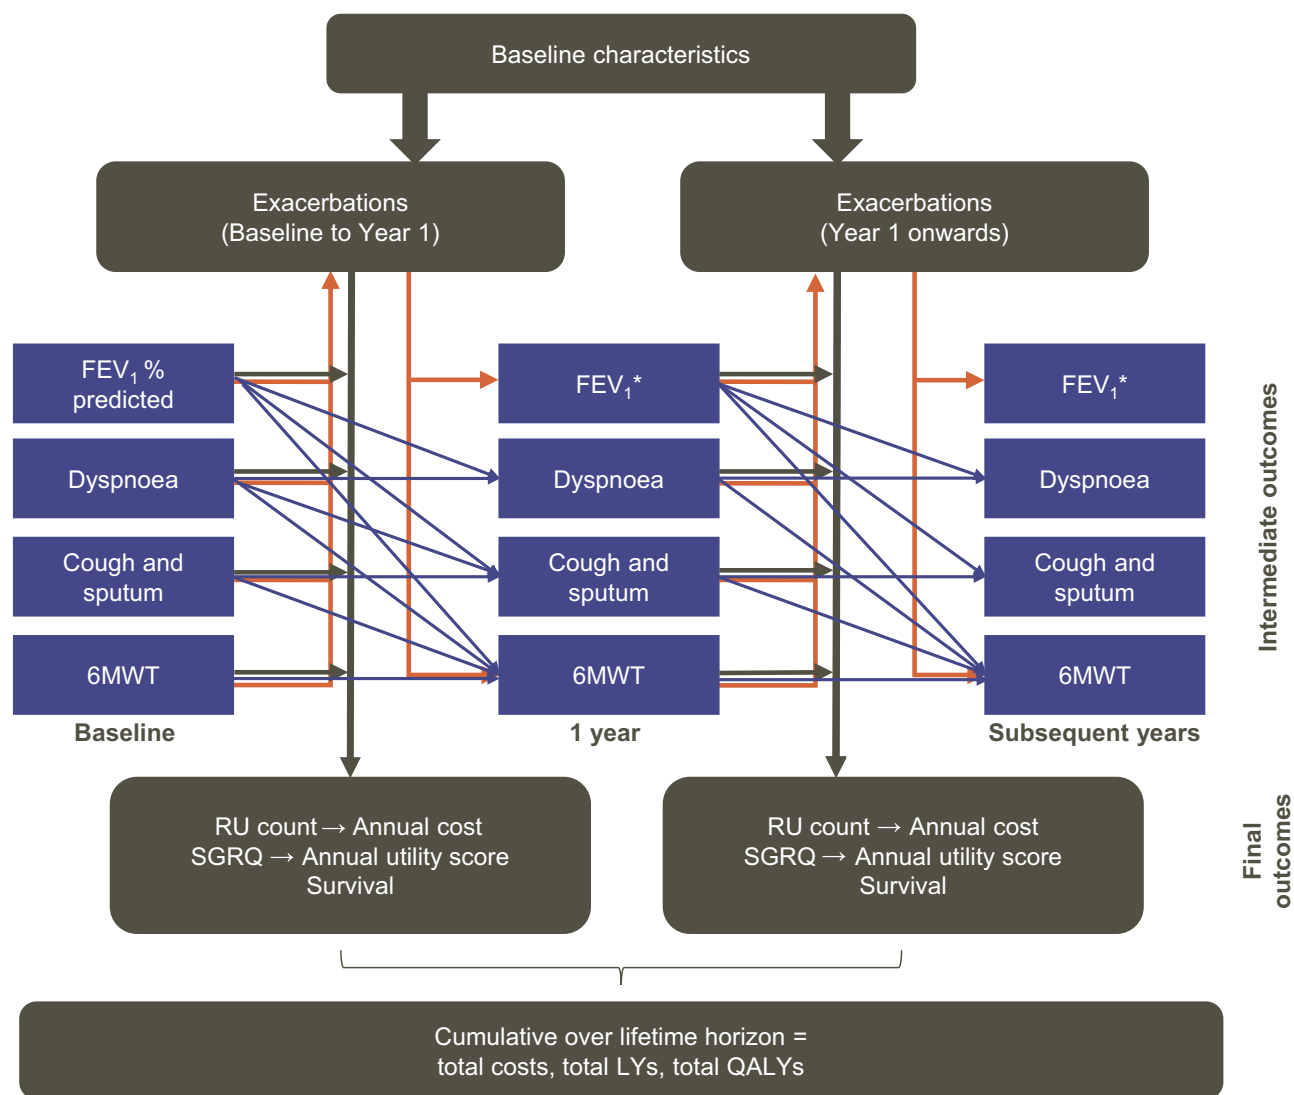 Baseline characteristics
Exacerbations
(Baseline to Year 1)
Exacerbations
(Year 1 onwards)
FEV₁ %
predicted
FEV₁*
FEV₁*
Dyspnoea
Dyspnoea
Dyspnoea
Cough and
sputum
Cough and
sputum
Cough and
sputum
6MWT
6MWT
6MWT
Baseline
1 year
Subsequent years
Intermediate outcomes
RU count → Annual cost
SGRQ → Annual utility score
Survival
RU count → Annual cost
SGRQ → Annual utility score
Survival
Final
outcomes
Cumulative over lifetime horizon =
total costs, total LYs, total QALYs